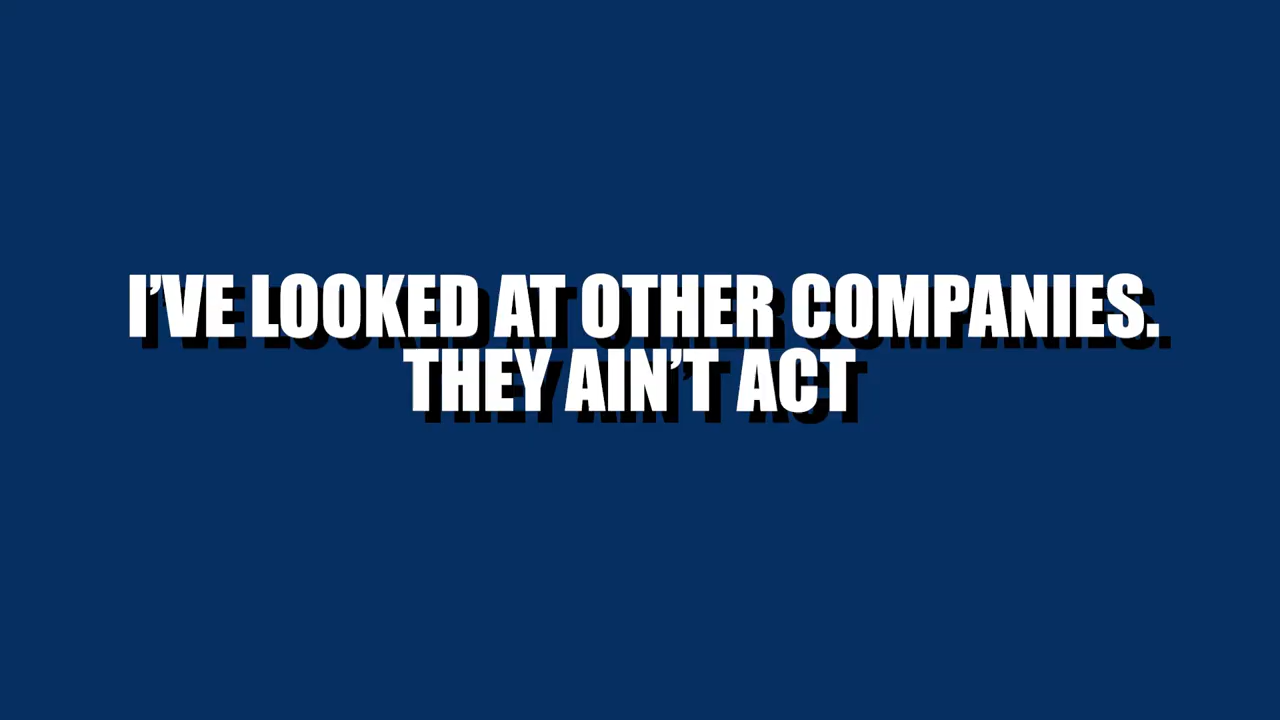 I’VE LOOKED AT OTHER COMPANIES.
THEY AIN’T ACT